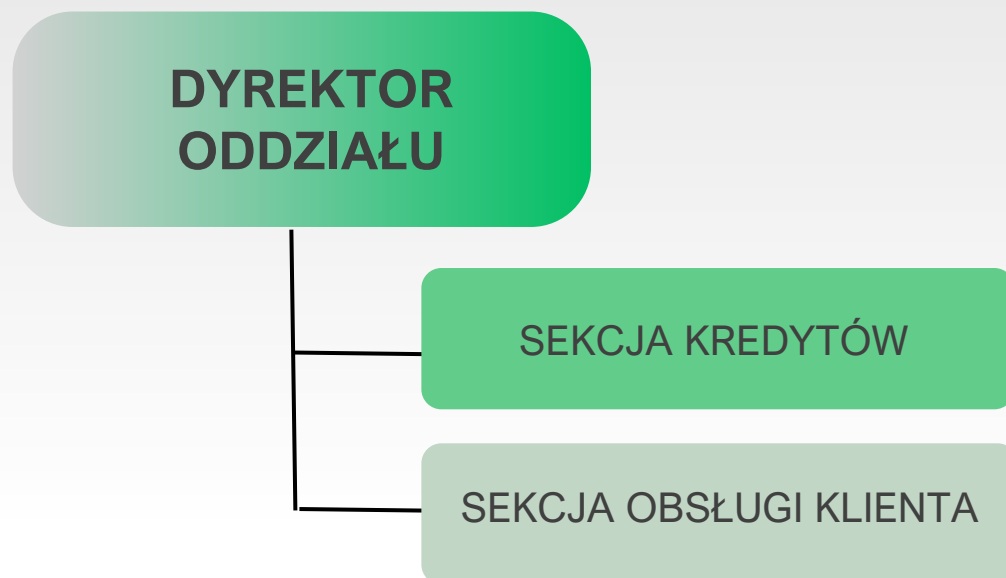 DYREKTOR
ODDZIAŁU
SEKCJA KREDYTÓW
SEKCJA OBSŁUGI KLIENTA